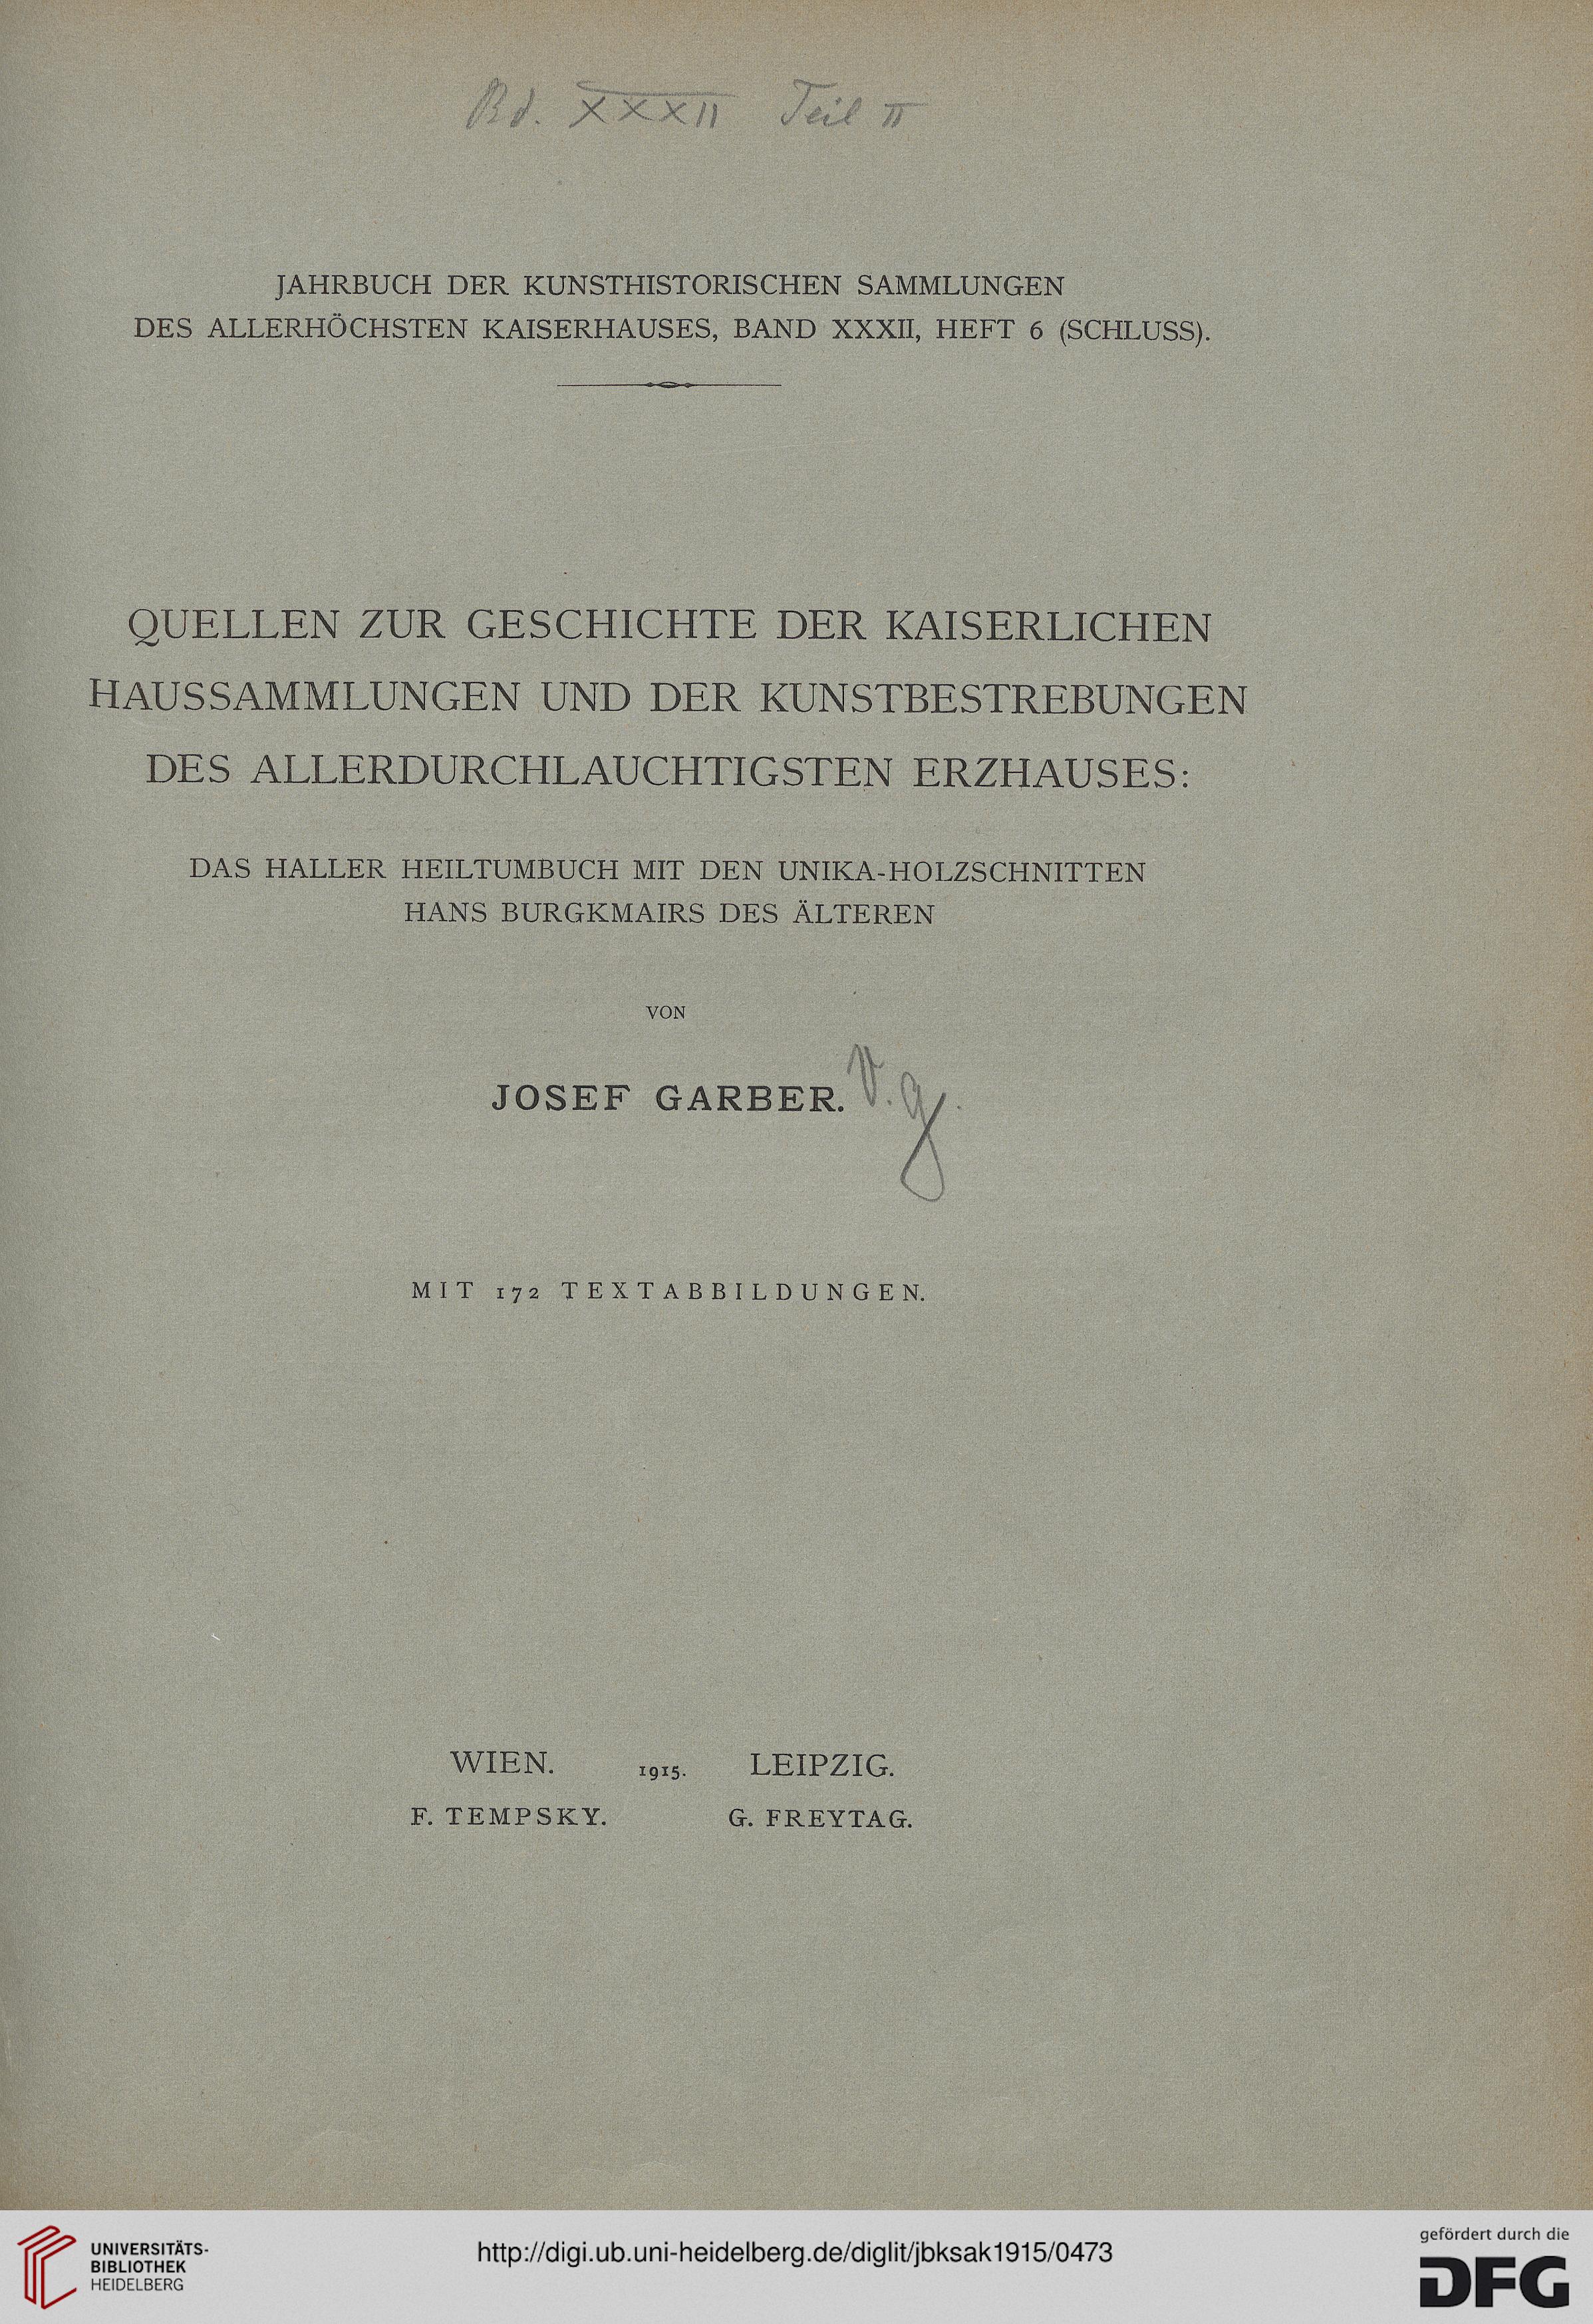 Bd. XXXII Teil II
JAHRBUCH DER KUNSTHISTORISCHEN SAMMLUNGEN
DES ALLERHÖCHSTEN KAISERHAUSES, BAND XXXII, HEFT 6 (SCHLUSS).
QUELLEN ZUR GESCHICHTE DER KAISERLICHEN
HAUSSAMMLUNGEN UND DER KUNSTBESTREBUNGEN
DES ALLERDURCHLAUCHTIGSTEN ERZHAUSES:
DAS HALLER HEILTUMBUCH MIT DEN UNIKA-HOLZSCHNITTEN
HANS BURGKMAIRS DES ÄLTEREN
VON
JOSEF GARBER.
MIT 172 TEXTABBILDUNGEN.
WIEN. 1915. LEIPZIG.
F. TEMPSKY. G. FREYTAG.
UNIVERSITÄTS-
BIBLIOTHEK
HEIDELBERG
http://digi.ub.uni-heidelberg.de/diglit/jbksak1915/0473
gefördert durch die
DFG